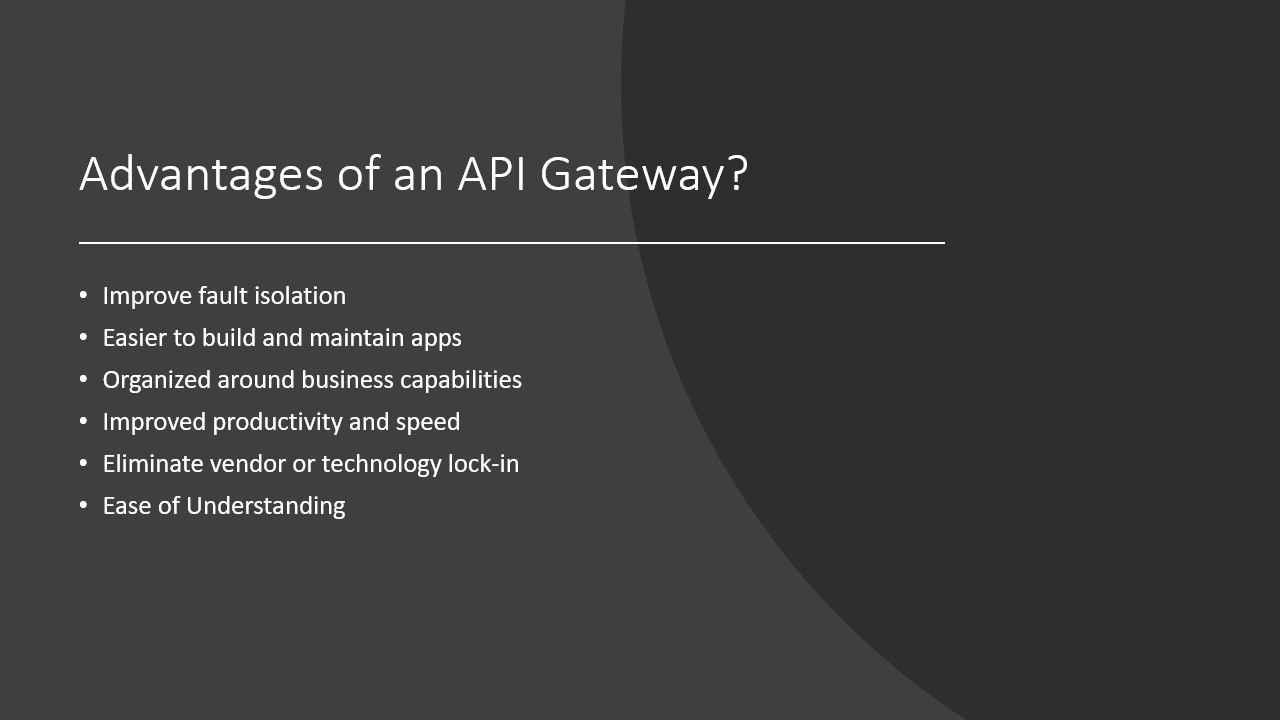 Advantages of an API Gateway?
• Improve fault isolation
• Easier to build and maintain apps
• Organized around business capabilities
• Improved productivity and speed
• Eliminate vendor or technology lock-in
• Ease of Understanding